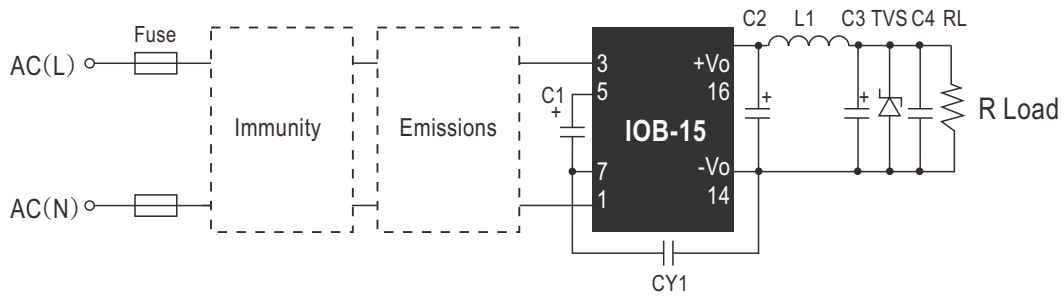 C2 L1 C3 TVS C4 RL
Fuse
AC(L)
3
+Vo
C1
+
5
16
+
+
Immunity
Emissions
IOB-15
R Load
7
-Vo
AC(N)
1
14
CY1